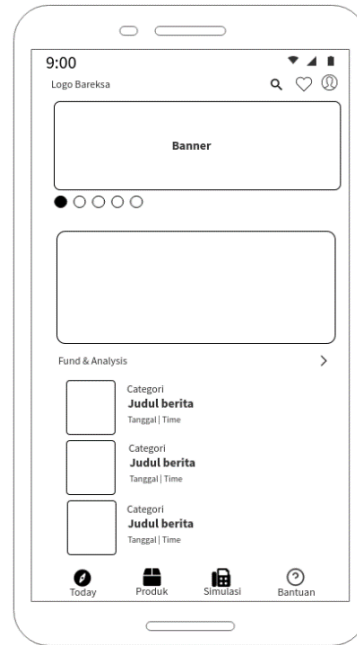 9:00
Logo Bareksa
Banner
Fund & Analysis
Categori
Judul berita
Tanggal | Time
Categori
Judul berita
Tanggal | Time
Categori
Judul berita
Tanggal | Time
Today
Produk
Simulasi
Bantuan